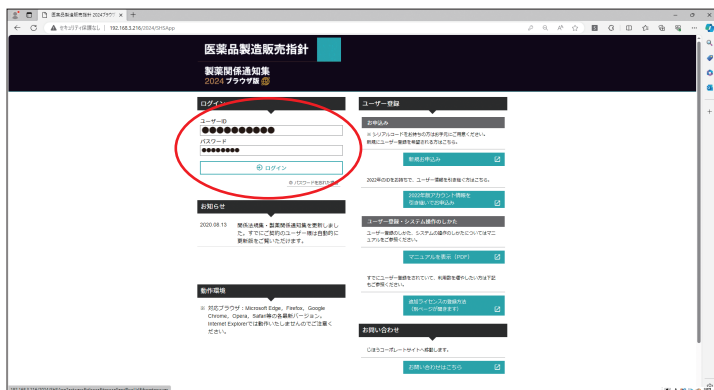 医薬品製造販売指針 2024ブラウザ
セキュリティ保護なし | 192.168.5.216/2024/SHSApp
医薬品製造販売指針
製薬関係通知集
2024 ブラウザ版
ログイン
ユーザーID
●●●●●●●●●●
パスワード
●●●●●●●●
ログイン
※ パスワードを忘れた場合
お知らせ
2020.08.13 関係法規集・製薬関係通知集を更新しまし
た。すでにご契約のユーザー様は自動的に
最新版をご覧いただけます。
動作環境
※ 対応ブラウザ：Microsoft Edge、Firefox、Google
Chrome、Opera、Safari等の各最新バージョン。
Internet Explorerでは動作いたしませんのでご注意く
ださい。
ユーザー登録
お申込み
※ シリアルコードをお持ちの方はお手元にご用意ください。
新規にユーザー登録を希望される方はこちら。
新規お申込み
2022年のIDをお持ちで、ユーザー登録を引き継ぐ方はこちら。
2022年版アカウント情報を
引き継いでお申込み
ユーザー登録・システム操作のしかた
ユーザー登録のしかた、システムの操作のしかたについてはマニ
ュアルをご参照ください。
マニュアルを表示（PDF）
すでにユーザー登録をされていて、利用数を増やしたい方は下記
もご参照ください。
追加ライセンスの登録方法
（別ページが開きます）
お問い合わせ
じほうコーポレートサイトへ移動します。
お問い合わせはこちら